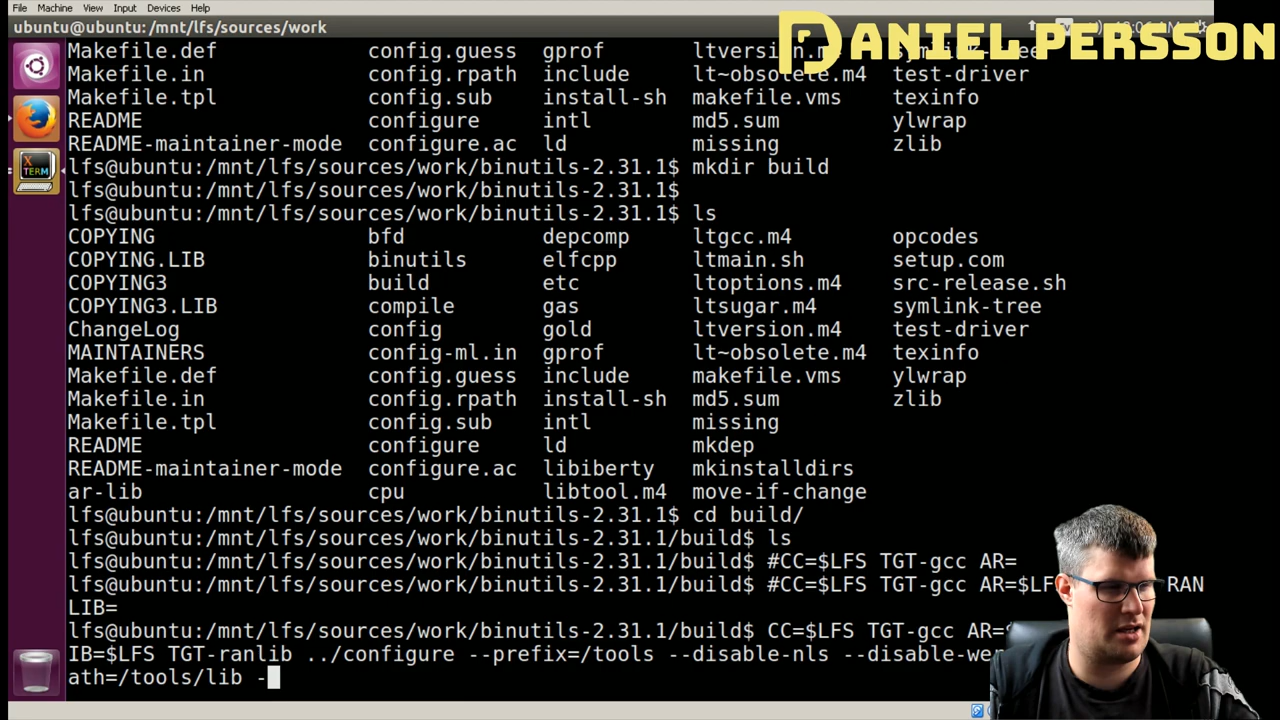 File Machine View Input Devices Help
ubuntu@ubuntu: /mnt/lfs/sources/work
DANIEL PERSSON
Makefile.def config.guess gprof
Makefile.in config.rpath include lt~obsolete.m4 test-driver
Makefile.tpl config.sub install-sh makefile.vms texinfo
README configure intl md5.sum ylwrap
README-maintainer-mode configure.ac ld missing zlib
lfs@ubuntu:/mnt/lfs/sources/work/binutils-2.31.1$ mkdir build
lfs@ubuntu:/mnt/lfs/sources/work/binutils-2.31.1$
lfs@ubuntu:/mnt/lfs/sources/work/binutils-2.31.1$ ls
COPYING bfd depcomp ltgcc.m4 opcodes
COPYING.LIB binutils elfcpp ltmain.sh setup.com
COPYING3 build etc ltoptions.m4 src-release.sh
COPYING3.LIB compile gas ltsugar.m4 symlink-tree
ChangeLog config gold ltversion.m4 test-driver
MAINTAINERS config-ml.in gprof lt~obsolete.m4 texinfo
Makefile.def config.guess include makefile.vms ylwrap
Makefile.in config.rpath install-sh md5.sum zlib
Makefile.tpl config.sub intl missing
README configure ld mkdep
README-maintainer-mode configure.ac libiberty mkinstalldirs
ar-lib cpu libtool.m4 move-if-change
lfs@ubuntu:/mnt/lfs/sources/work/binutils-2.31.1$ cd build/
lfs@ubuntu:/mnt/lfs/sources/work/binutils-2.31.1/build$ ls
lfs@ubuntu:/mnt/lfs/sources/work/binutils-2.31.1/build$ #CC=$LFS TGT-gcc AR=
lfs@ubuntu:/mnt/lfs/sources/work/binutils-2.31.1/build$ #CC=$LFS TGT-gcc RAN
LIB=
lfs@ubuntu:/mnt/lfs/sources/work/binutils-2.31.1/build$ CC=$LFS TGT-gcc
IB=$LFS TGT-ranlib ../configure --prefix=/tools --disable-nls
ath=/tools/lib -
XTERM